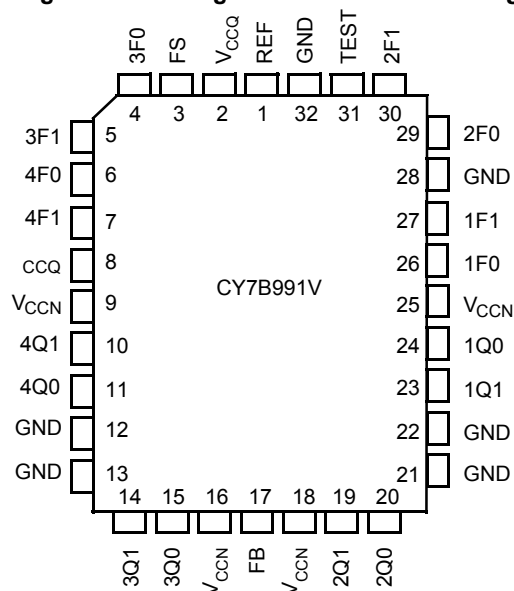 3F0 FS VCCQ REF GND TEST 2F1
4 3 2 1 32 31 30
3F1 5 29 2F0
4F0 6 28 GND
4F1 7 27 1F1
CCQ 8 26 1F0
CY7B991V
VCCN 9 25 VCCN
4Q1 10 24 1Q0
4Q0 11 23 1Q1
GND 12 22 GND
GND 13 21 GND
14 15 16 17 18 19 20
3Q1 3Q0 VCCN FB VCCN 2Q1 2Q0